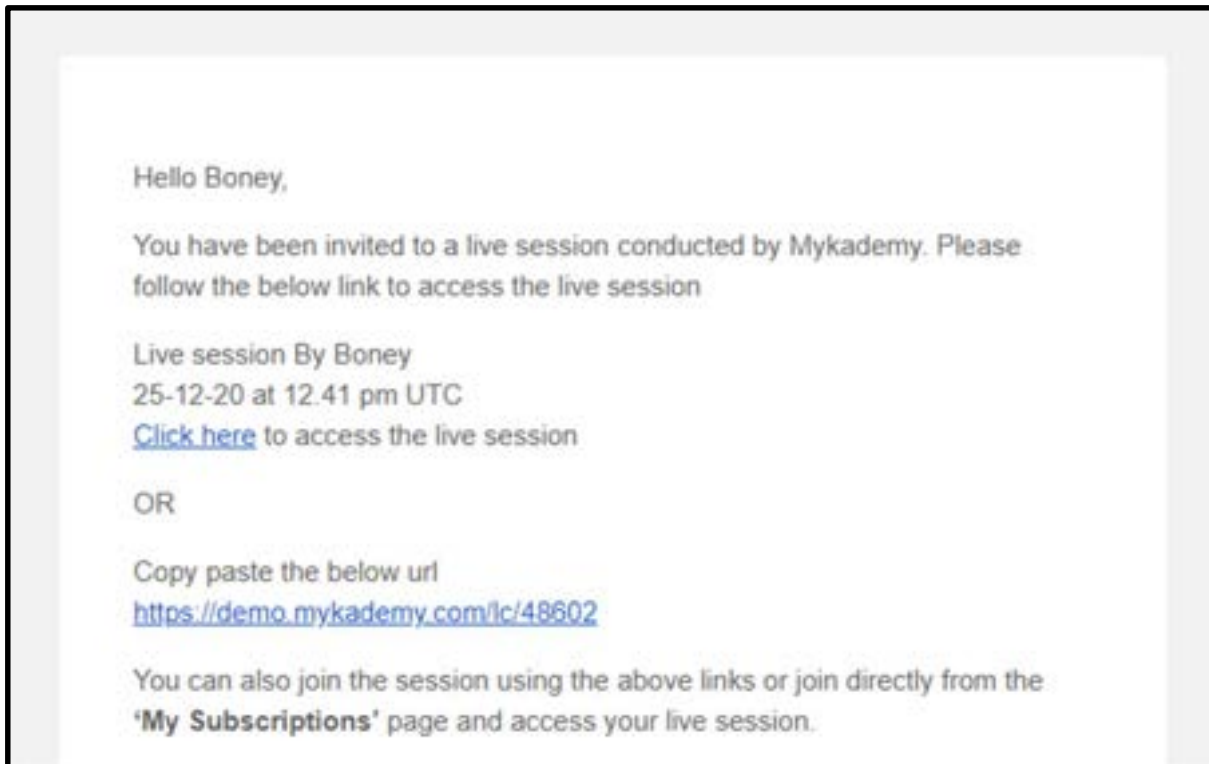 Hello Boney,
You have been invited to a live session conducted by Mykademy. Please
follow the below link to access the live session
Live session By Boney
25-12-20 at 12.41 pm UTC
Click here to access the live session
OR
Copy paste the below url
https://demo.mykademy.com/lc/48602
You can also join the session using the above links or join directly from the
‘My Subscriptions’ page and access your live session.